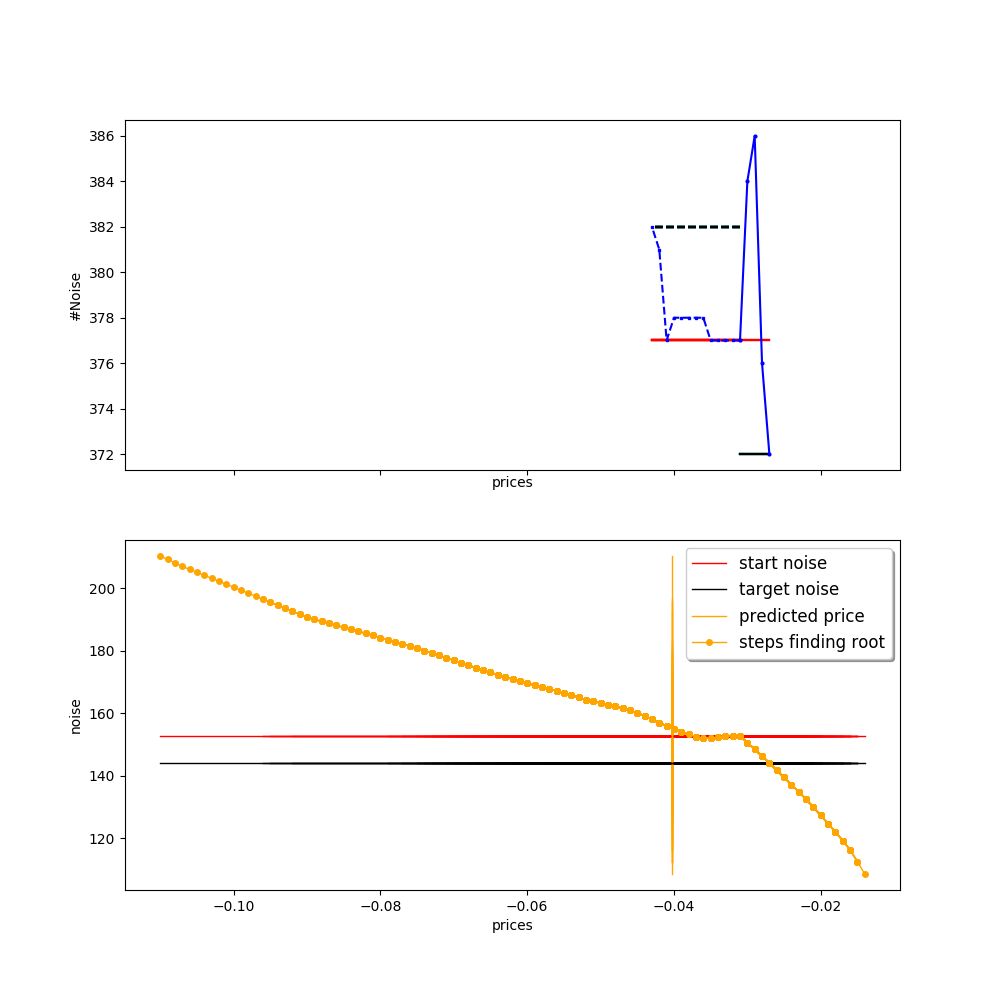 386
384
382
380
378
376
374
372
#Noise
prices
start noise
target noise
predicted price
steps finding root
200
180
160
140
120
noise
−0.10
−0.08
−0.06
−0.04
−0.02
prices